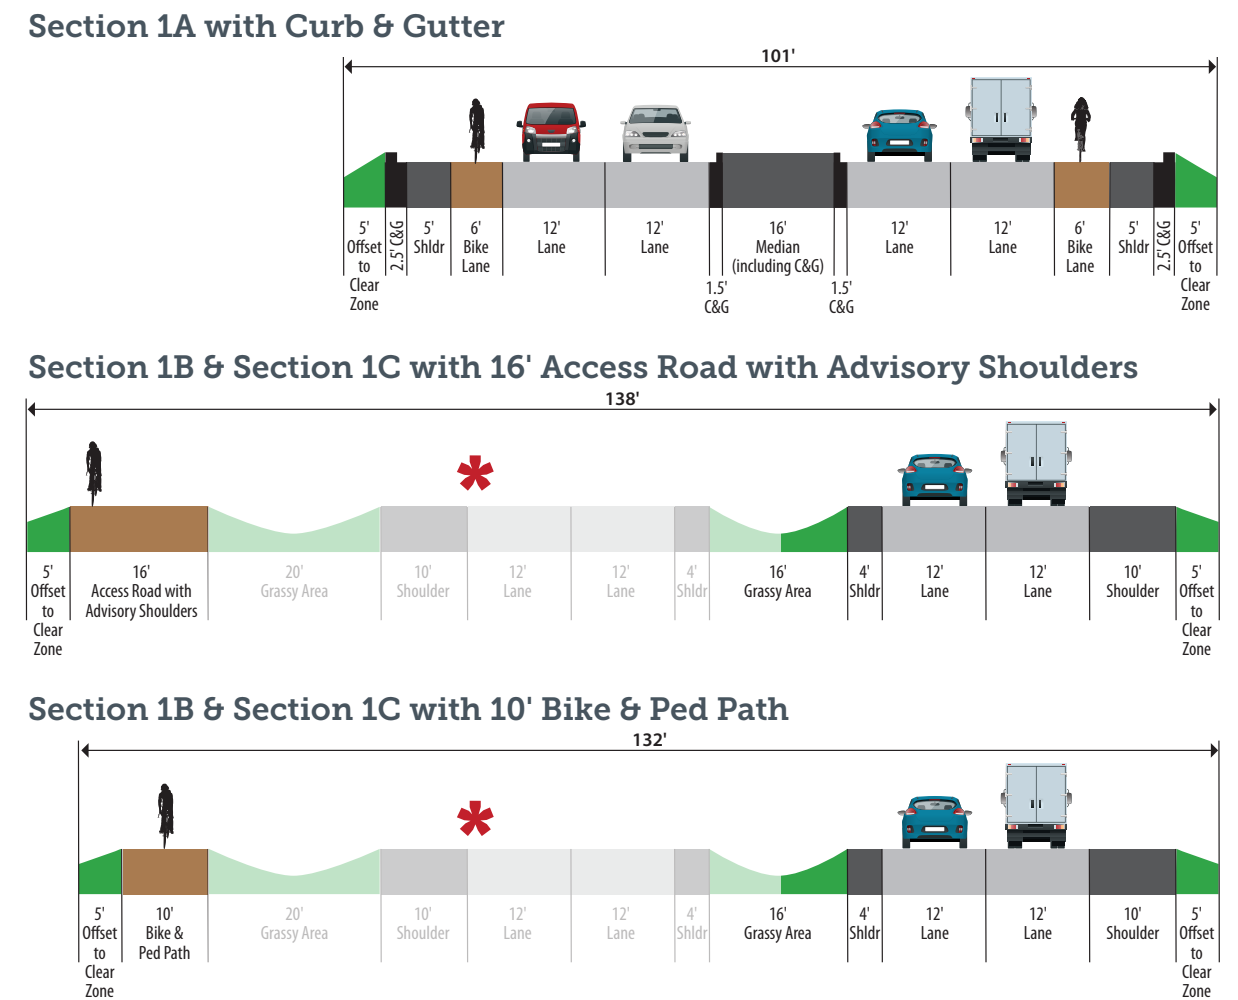 Section 1A with Curb & Gutter
101'
5' Offset to Clear Zone
2.5' C&G
5' Shldr
6' Bike Lane
12' Lane
12' Lane
1.5' C&G
16' Median (including C&G)
1.5' C&G
12' Lane
12' Lane
6' Bike Lane
5' Shldr
2.5' C&G
5' Offset to Clear Zone
Section 1B & Section 1C with 16' Access Road with Advisory Shoulders
138'
*
5' Offset to Clear Zone
16' Access Road with Advisory Shoulders
20' Grassy Area
10' Shoulder
12' Lane
12' Lane
4' Shldr
16' Grassy Area
4' Shldr
12' Lane
12' Lane
10' Shoulder
5' Offset to Clear Zone
Section 1B & Section 1C with 10' Bike & Ped Path
132'
*
5' Offset to Clear Zone
10' Bike & Ped Path
20' Grassy Area
10' Shoulder
12' Lane
12' Lane
4' Shldr
16' Grassy Area
4' Shldr
12' Lane
12' Lane
10' Shoulder
5' Offset to Clear Zone